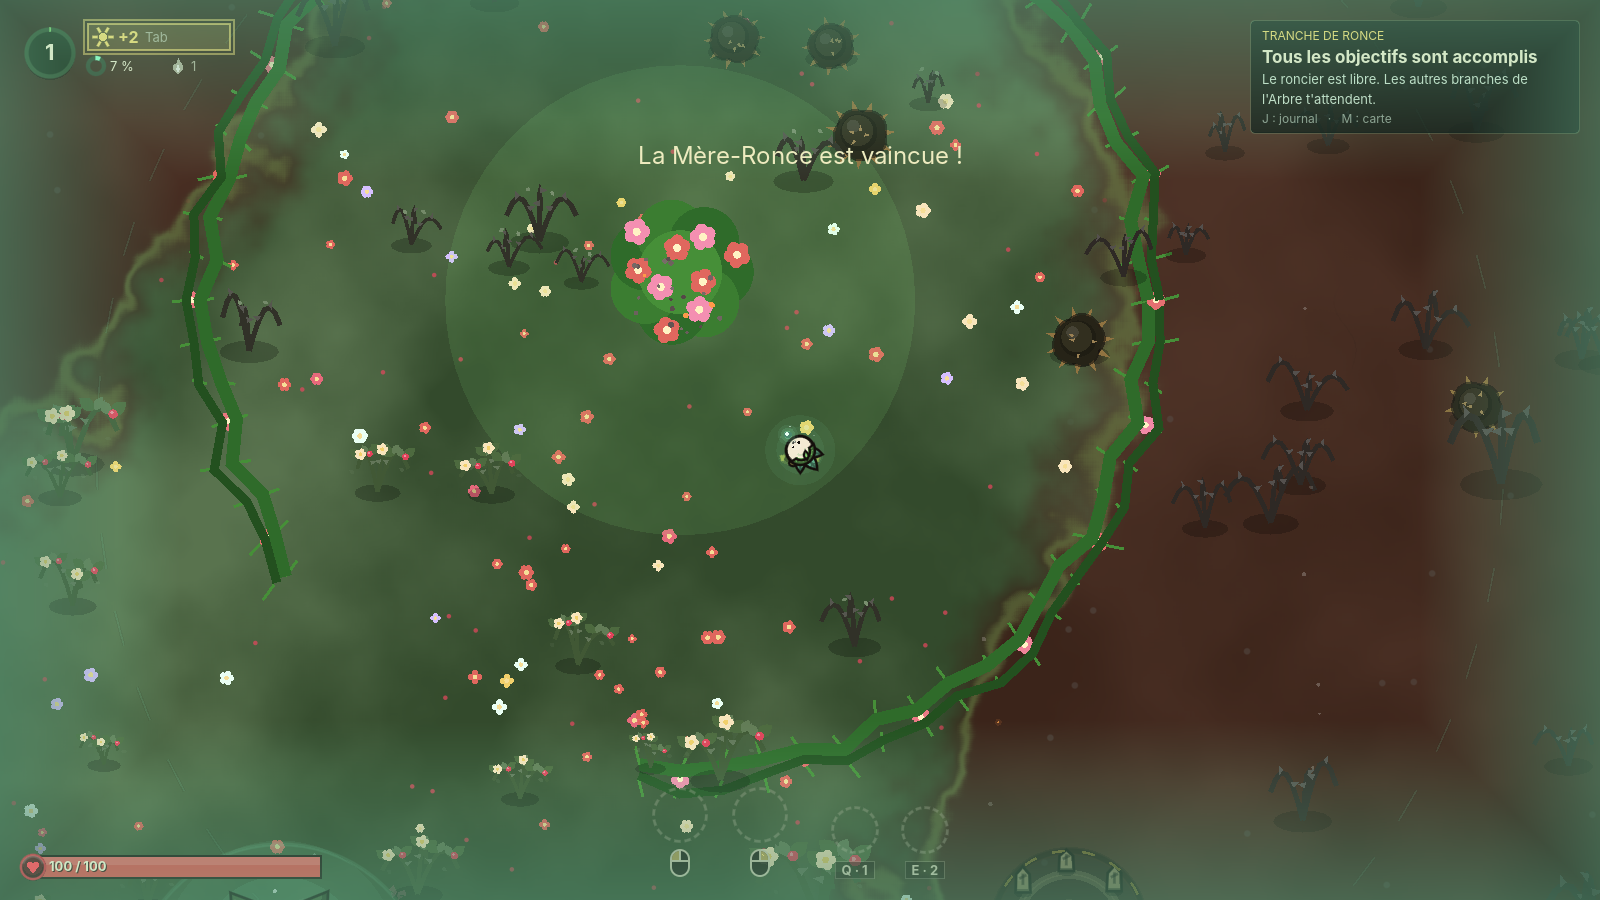 1
+2 Tab
7 %
1
TRANCHE DE RONCE
Tous les objectifs sont accomplis
Le roncier est libre. Les autres branches de
l'Arbre t'attendent.
J : journal · M : carte
La Mère-Ronce est vaincue !
100 / 100
Q · 1
E · 2